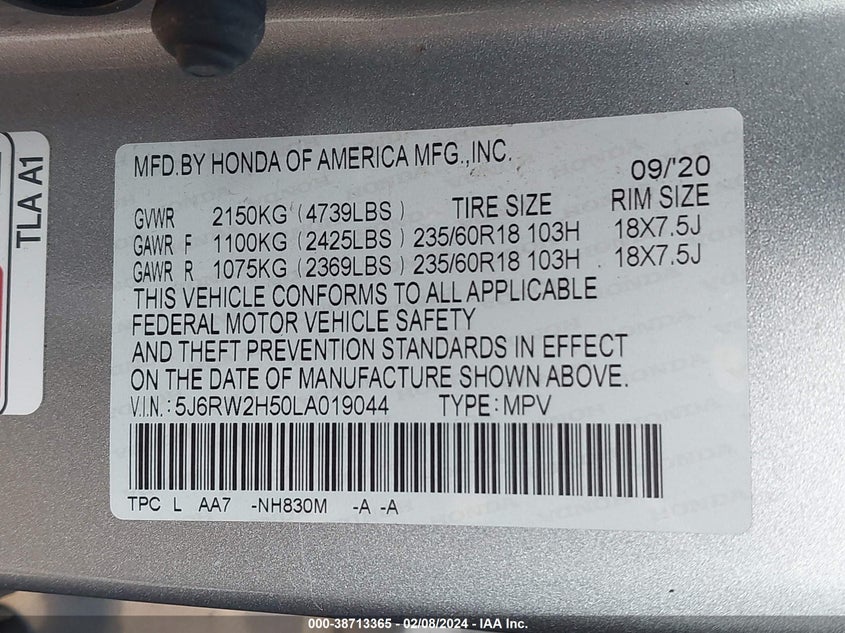 MFD.BY HONDA OF AMERICA MFG.,INC.
09/'20
GVWR 2150KG (4739LBS) TIRE SIZE RIM SIZE
GAWR F 1100KG (2425LBS) 235/60R18 103H 18X7.5J
GAWR R 1075KG (2369LBS) 235/60R18 103H 18X7.5J
THIS VEHICLE CONFORMS TO ALL APPLICABLE
FEDERAL MOTOR VEHICLE SAFETY
AND THEFT PREVENTION STANDARDS IN EFFECT
ON THE DATE OF MANUFACTURE SHOWN ABOVE.
V.I.N.: 5J6RW2H50LA019044 TYPE: MPV
TPC L AA7 -NH830M -A -A
TLA A1
000-38713365 - 02/08/2024 - IAA Inc.